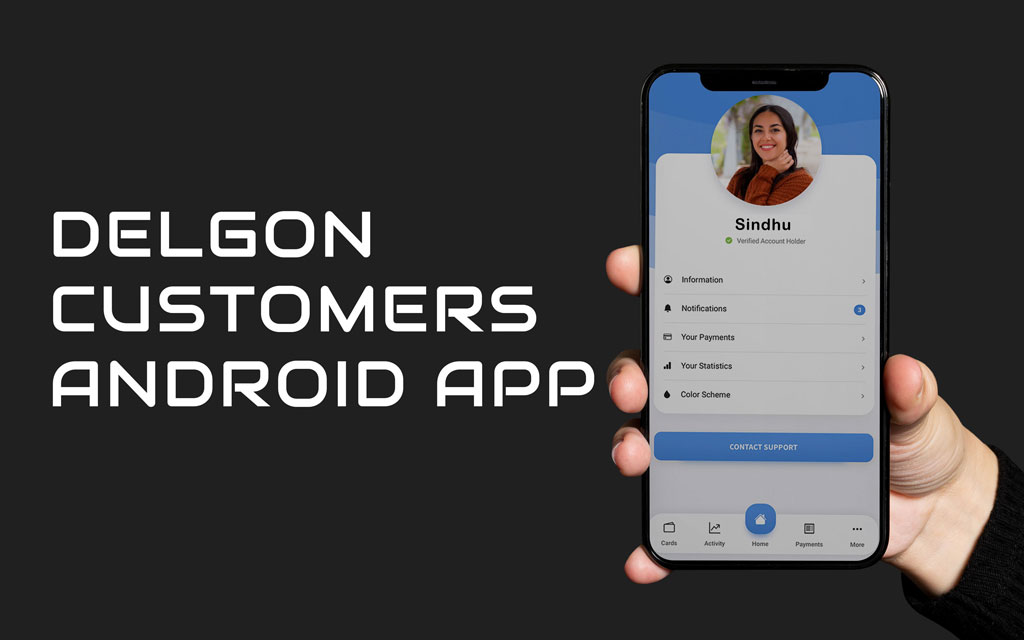 DELGON
CUSTOMERS
ANDROID APP
Sindhu
Verified Account Holder
Information
Notifications
3
Your Payments
Your Statistics
Color Scheme
CONTACT SUPPORT
Cards
Activity
Home
Payments
More